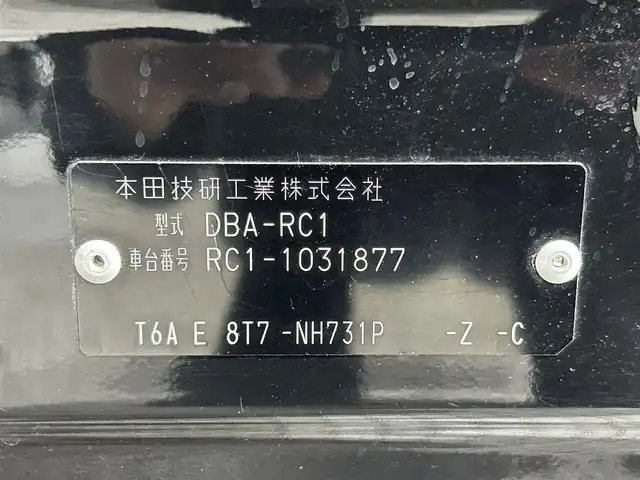 本田技研工業株式会社
型式 DBA-RC1
車台番号 RC1-1031877
T6A E 8T7-NH731P -Z -C